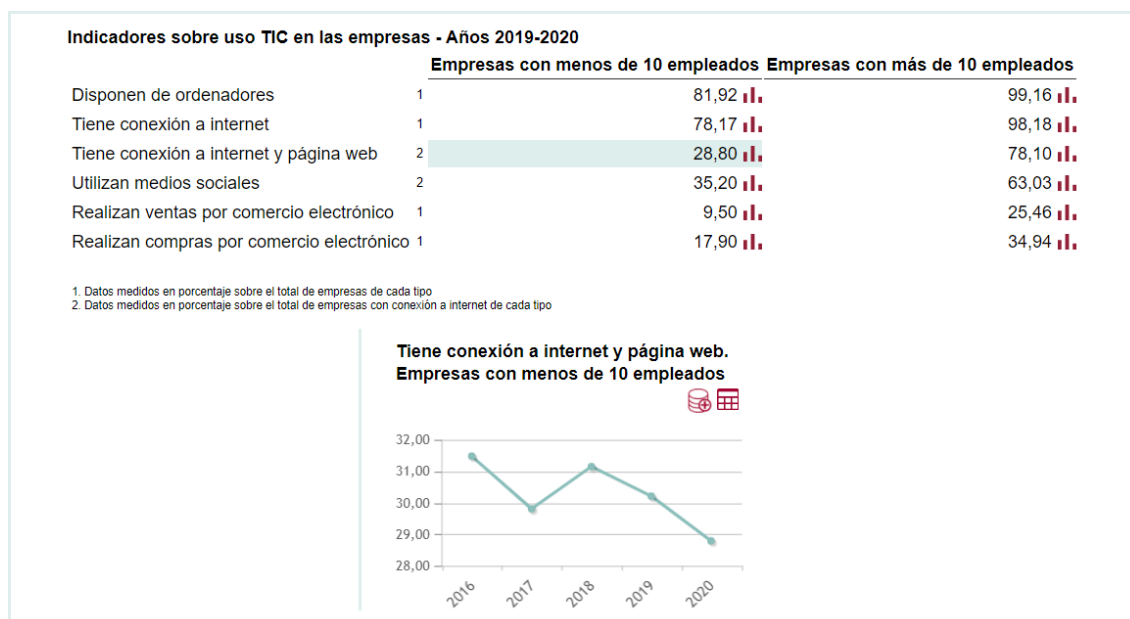 Indicadores sobre uso TIC en las empresas - Años 2019-2020
Empresas con menos de 10 empleados Empresas con más de 10 empleados
Disponen de ordenadores 1 81,92 99,16
Tiene conexión a internet 1 78,17 98,18
Tiene conexión a internet y página web 2 28,80 78,10
Utilizan medios sociales 2 35,20 63,03
Realizan ventas por comercio electrónico 1 9,50 25,46
Realizan compras por comercio electrónico 1 17,90 34,94
1. Datos medidos en porcentaje sobre el total de empresas de cada tipo
2. Datos medidos en porcentaje sobre el total de empresas con conexión a internet de cada tipo
Tiene conexión a internet y página web.
Empresas con menos de 10 empleados
32,00
31,00
30,00
29,00
28,00
2016 2017 2018 2019 2020